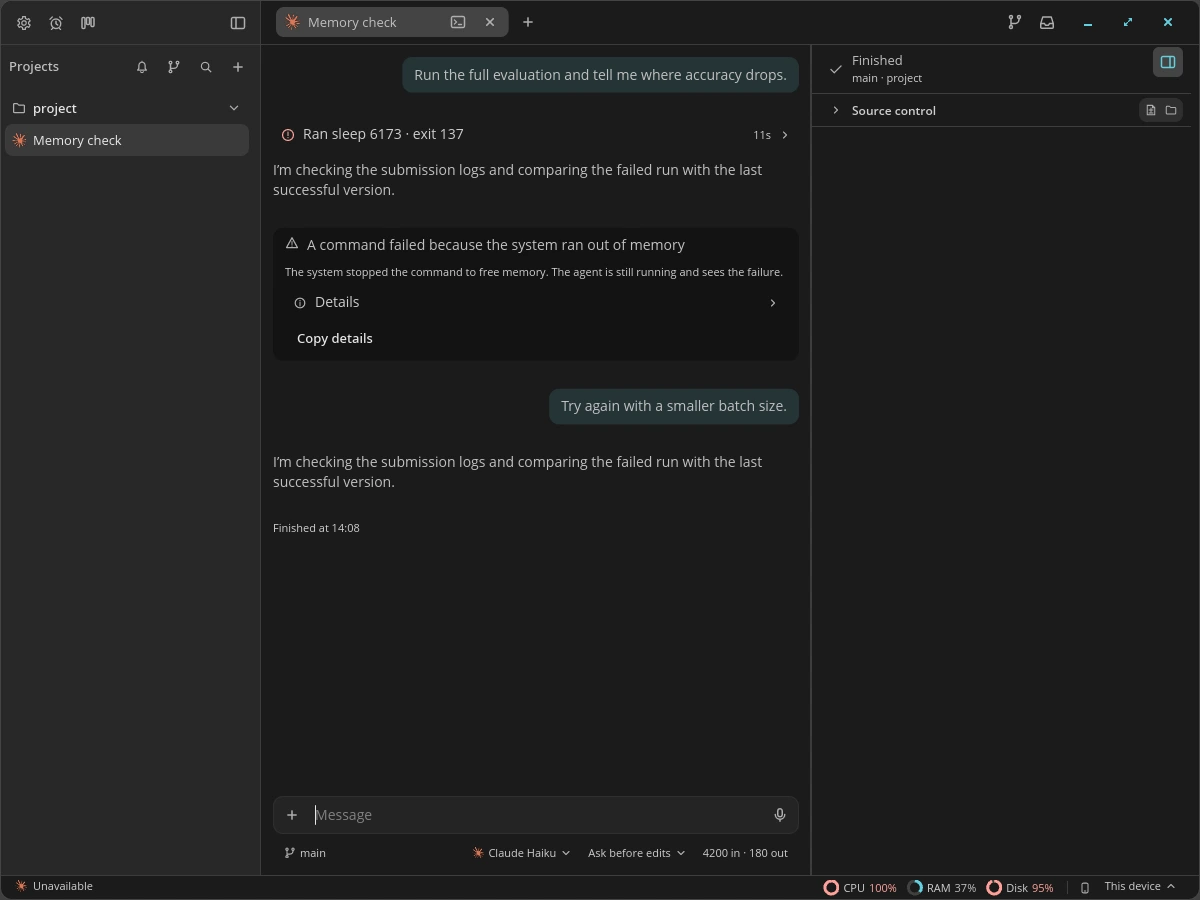 Memory check
Projects
project
Memory check
Run the full evaluation and tell me where accuracy drops.
Ran sleep 6173 · exit 137
11s
I’m checking the submission logs and comparing the failed run with the last
successful version.
A command failed because the system ran out of memory
The system stopped the command to free memory. The agent is still running and sees the failure.
Details
Copy details
Try again with a smaller batch size.
I’m checking the submission logs and comparing the failed run with the last
successful version.
Finished at 14:08
Message
main
Claude Haiku
Ask before edits
4200 in · 180 out
Finished
main · project
Source control
Unavailable
CPU 100%
RAM 37%
Disk 95%
This device